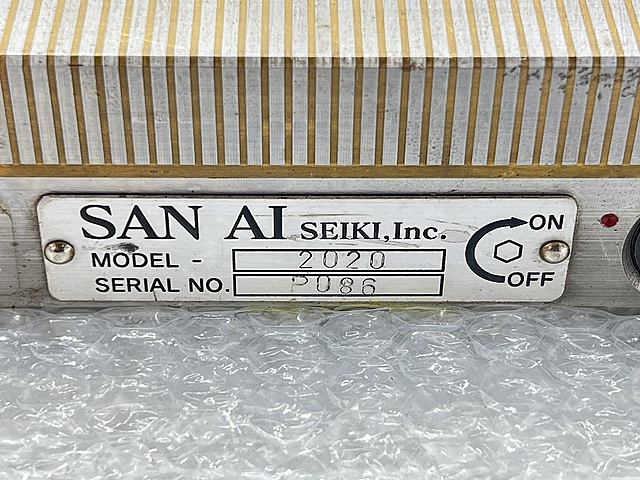 SAN AI SEIKI, Inc.
MODEL - 2020
SERIAL NO. P086
ON
OFF